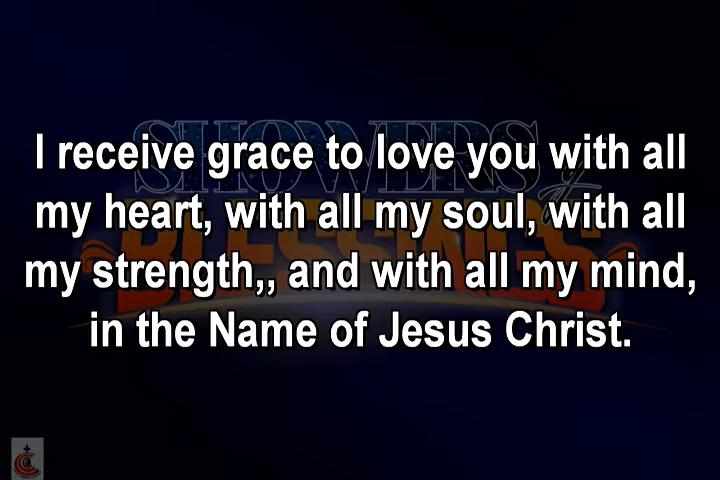 SHOWERS of
BLESSINGS
I receive grace to love you with all
my heart, with all my soul, with all
my strength,, and with all my mind,
in the Name of Jesus Christ.